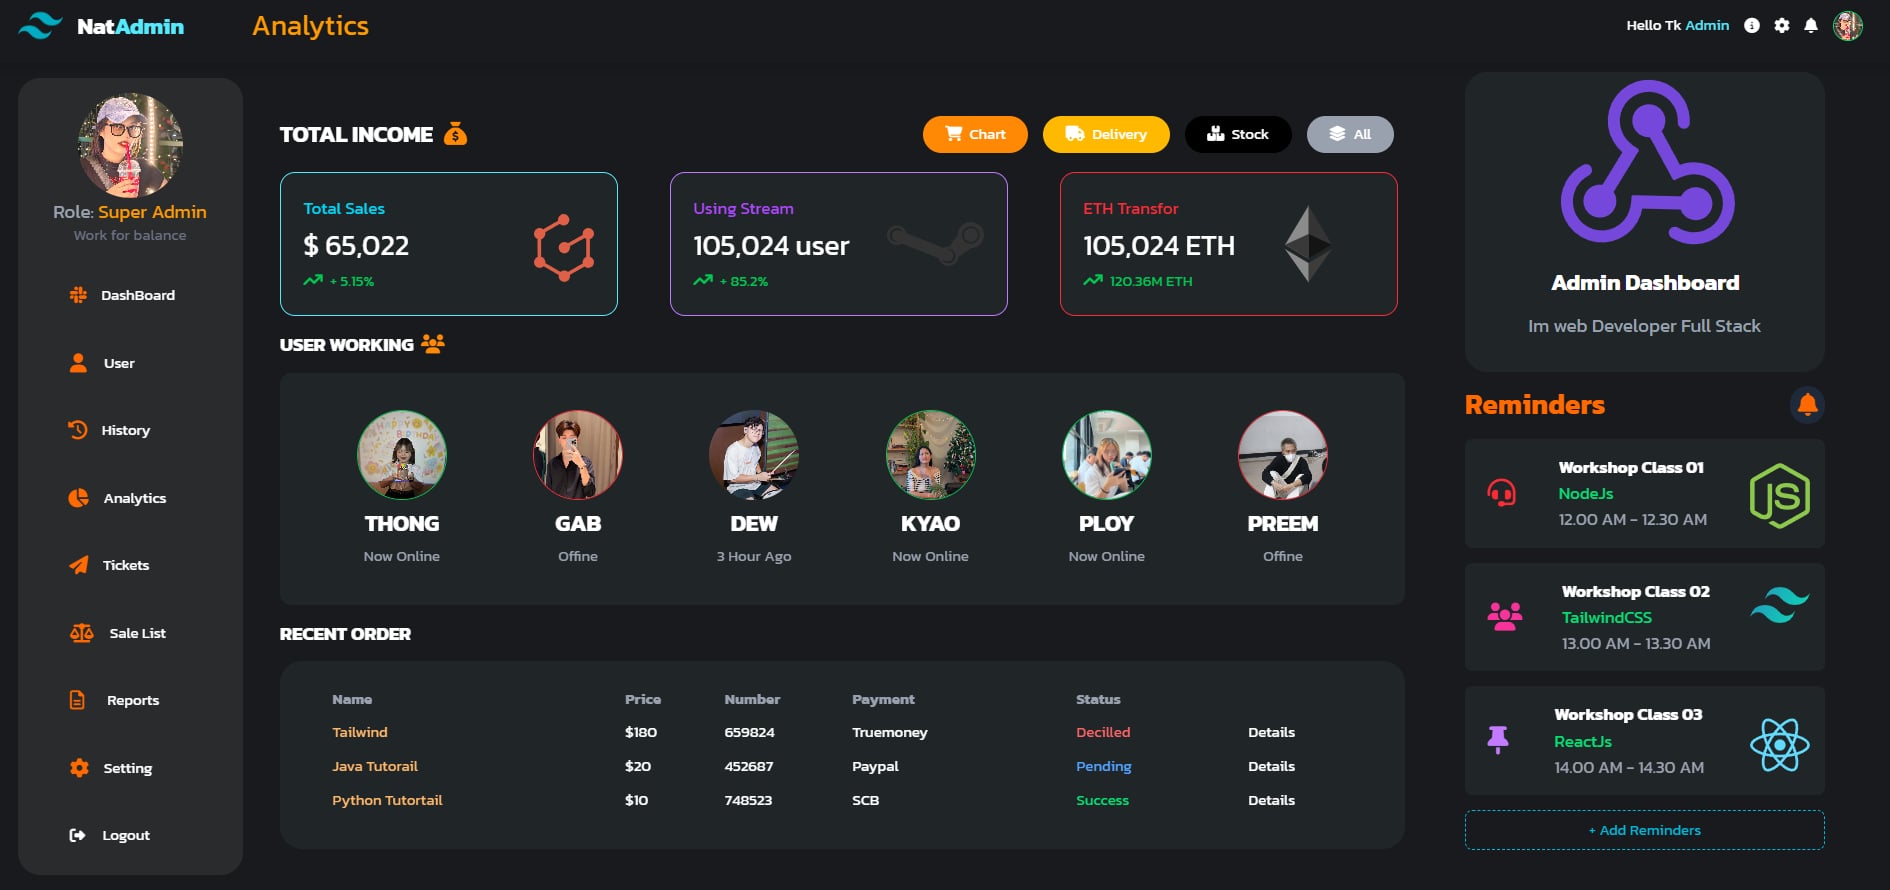 NatAdmin
Analytics
Hello Tk Admin
Role: Super Admin
Work for balance
DashBoard
User
History
Analytics
Tickets
Sale List
Reports
Setting
Logout
TOTAL INCOME
Chart
Delivery
Stock
All
Total Sales
$ 65,022
+ 5.15%
Using Stream
105,024 user
+ 85.2%
ETH Transfor
105,024 ETH
120.36M ETH
USER WORKING
THONG
Now Online
GAB
Offine
DEW
3 Hour Ago
KYAO
Now Online
PLOY
Now Online
PREEM
Offine
RECENT ORDER
Name Price Number Payment Status
Tailwind $180 659824 Truemoney Decilled Details
Java Tutorail $20 452687 Paypal Pending Details
Python Tutortail $10 748523 SCB Success Details
Admin Dashboard
Im web Developer Full Stack
Reminders
Workshop Class 01
NodeJs
12.00 AM - 12.30 AM
JS
Workshop Class 02
TailwindCSS
13.00 AM - 13.30 AM
Workshop Class 03
ReactJs
14.00 AM - 14.30 AM
+ Add Reminders